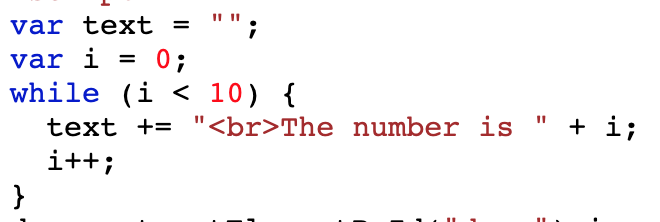 var text = "";
var i = 0;
while (i < 10) {
  text += "<br>The number is " + i;
  i++;
}